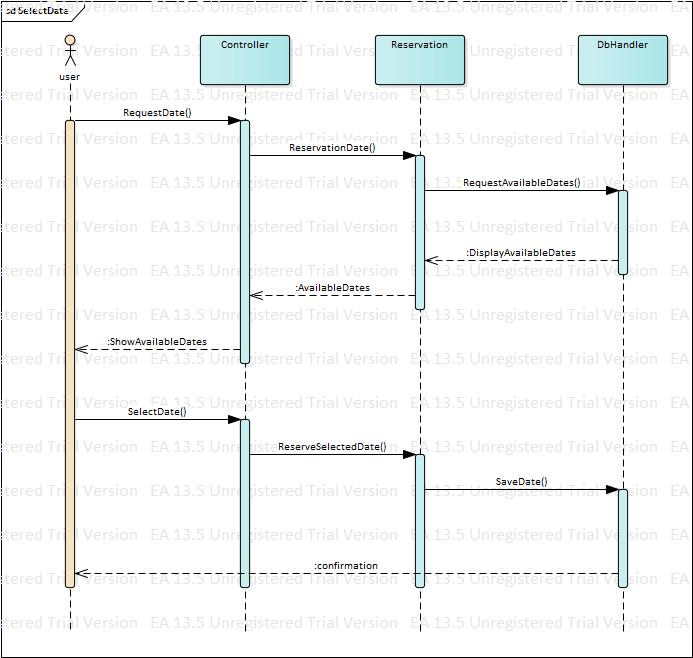 sd SelectDate
Controller
Reservation
DbHandler
user
RequestDate()
ReservationDate()
RequestAvailableDates()
:DisplayAvailableDates
:AvailableDates
:ShowAvailableDates
SelectDate()
ReserveSelectedDate()
SaveDate()
:confirmation
EA 13.5 Unregistered Trial Version